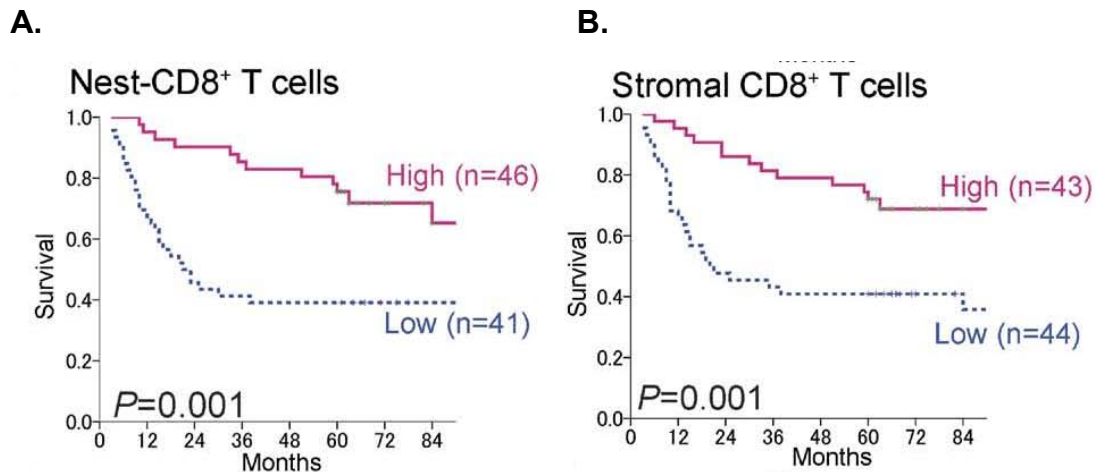 A.
Nest-CD8⁺ T cells
1.0
0.8
0.6
0.4
0.2
0.0
Survival
High (n=46)
Low (n=41)
P=0.001
0 12 24 36 48 60 72 84
Months
B.
Stromal CD8⁺ T cells
1.0
0.8
0.6
0.4
0.2
0.0
Survival
High (n=43)
Low (n=44)
P=0.001
0 12 24 36 48 60 72 84
Months